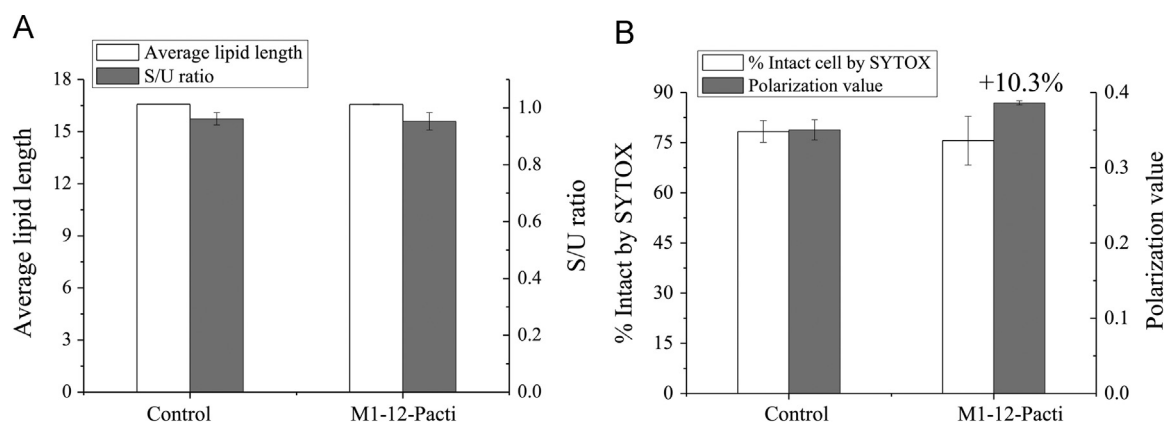 A
Average lipid length
S/U ratio
18
15
12
9
6
3
0
Average lipid length
1.0
0.8
0.6
0.4
0.2
0.0
S/U ratio
Control
M1-12-Pacti
B
% Intact cell by SYTOX
Polarization value
+10.3%
90
75
60
45
30
15
0
% Intact by SYTOX
0.4
0.3
0.2
0.1
0.0
Polarization value
Control
M1-12-Pacti